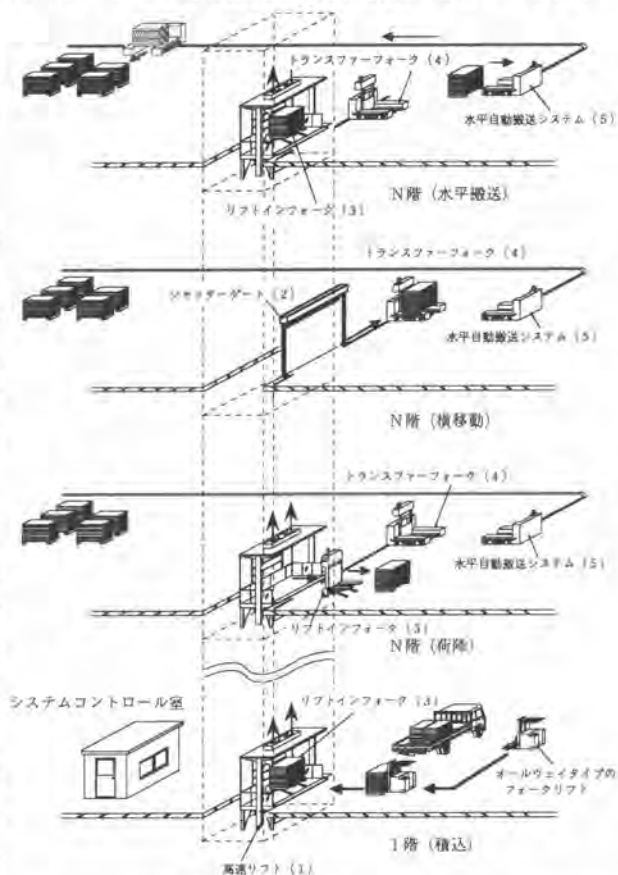 トランスファーフォーク (4)
水平自動搬送システム (5)
リフトインフォーク (3)
N階 (水平搬送)
トランスファーフォーク (4)
シャッターゲート (2)
水平自動搬送システム (5)
N階 (横移動)
トランスファーフォーク (4)
水平自動搬送システム (5)
リフトインフォーク (3)
N階 (荷降)
システムコントロール室
リフトインフォーク (3)
オールウェイタイプの
フォークリフト
1階 (積込)
高速リフト (1)